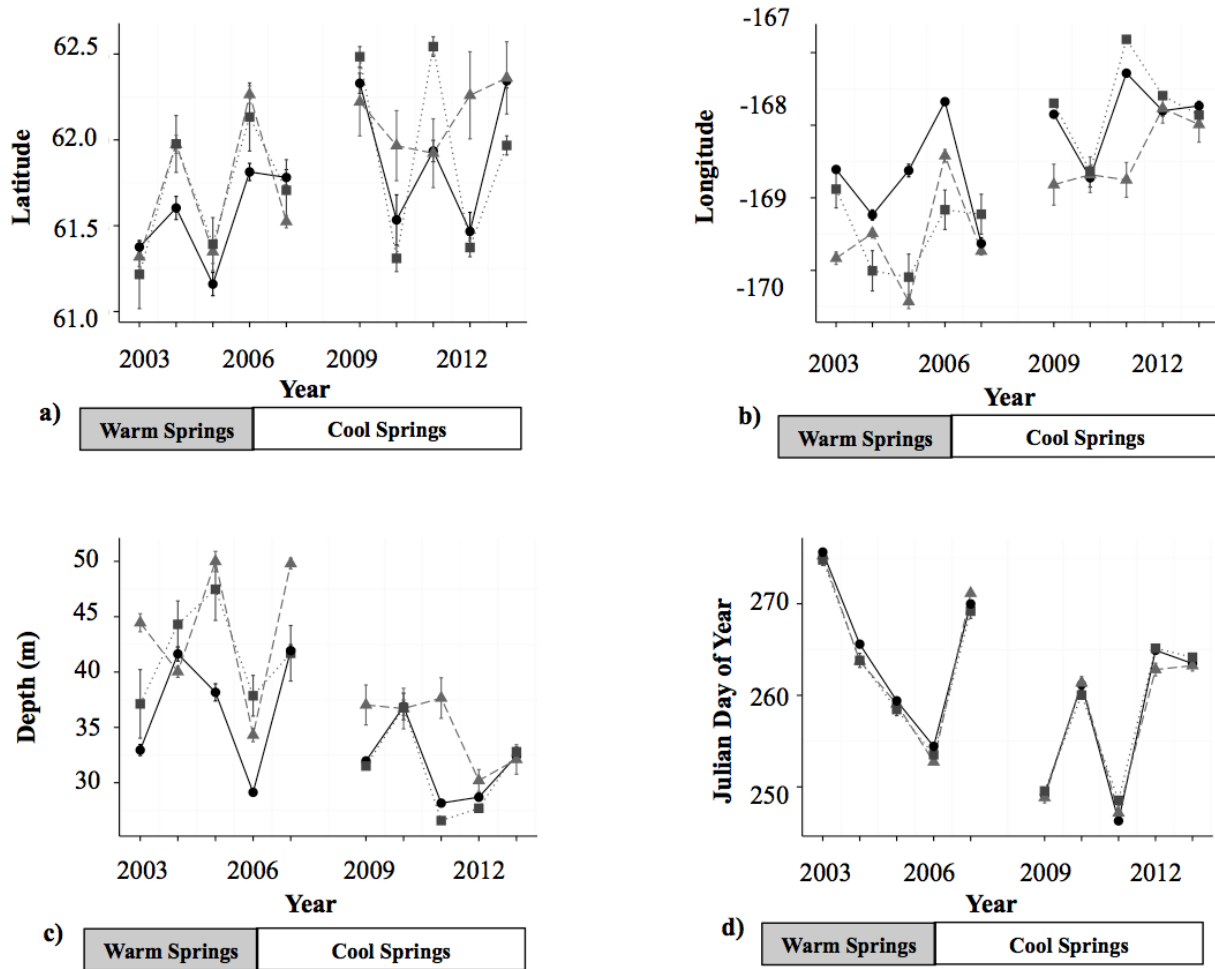 62.5
62.0
61.5
61.0
Latitude
2003 2006 2009 2012
Year
a)
Warm Springs Cool Springs
-167
-168
-169
-170
Longitude
2003 2006 2009 2012
Year
b)
Warm Springs Cool Springs
50
45
40
35
30
Depth (m)
2003 2006 2009 2012
Year
c)
Warm Springs Cool Springs
270
260
250
Julian Day of Year
2003 2006 2009 2012
Year
d)
Warm Springs Cool Springs